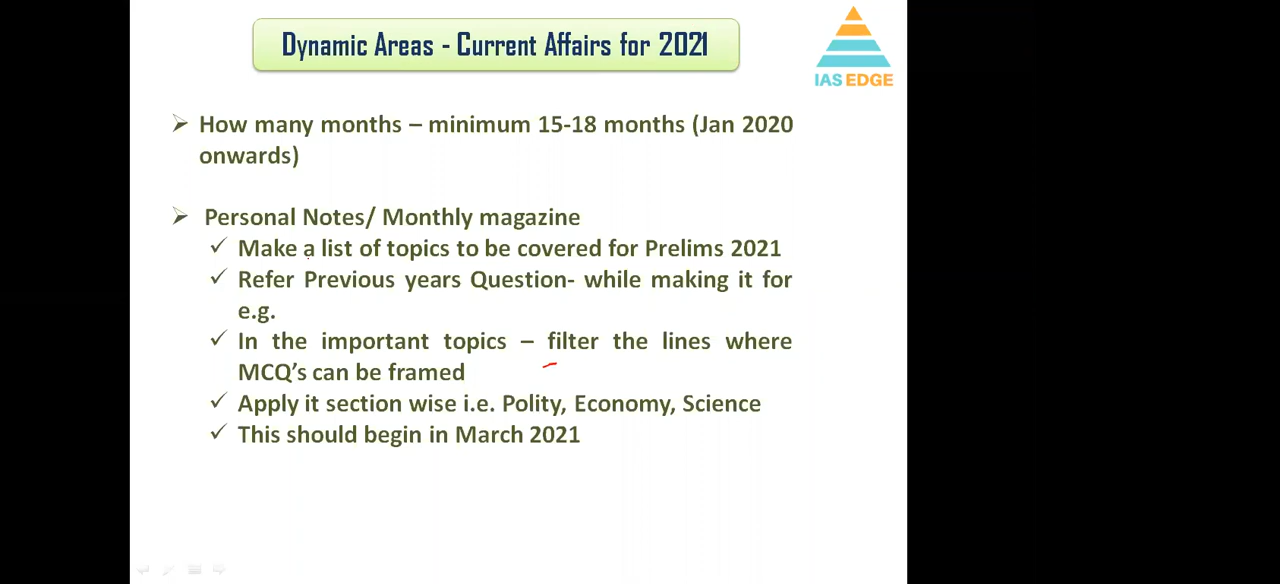 Dynamic Areas - Current Affairs for 2021
IAS EDGE
➢ How many months – minimum 15-18 months (Jan 2020
onwards)
➢ Personal Notes/ Monthly magazine
✓ Make a list of topics to be covered for Prelims 2021
✓ Refer Previous years Question- while making it for
e.g.
✓ In the important topics – filter the lines where
MCQ's can be framed
✓ Apply it section wise i.e. Polity, Economy, Science
✓ This should begin in March 2021